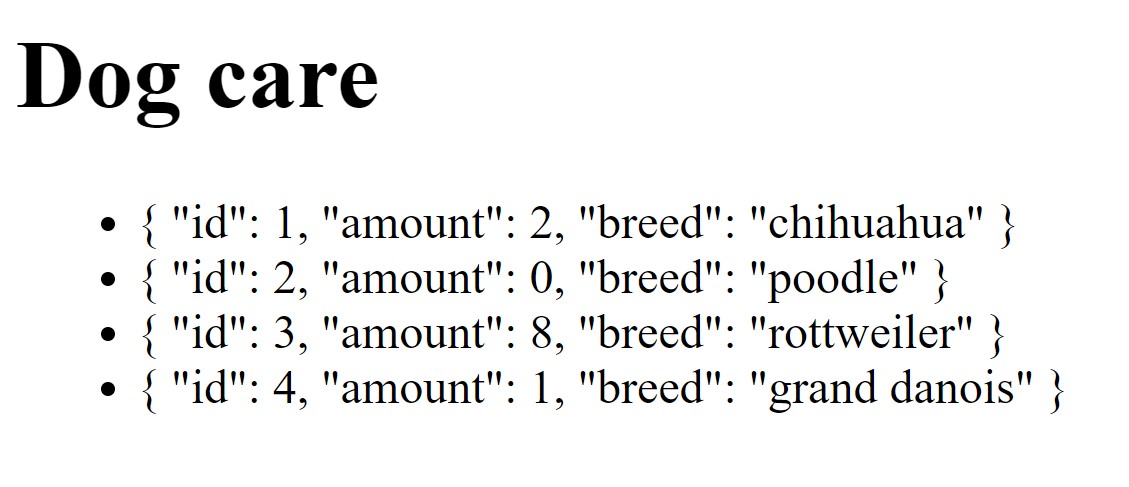 Dog care
• { "id": 1, "amount": 2, "breed": "chihuahua" }
• { "id": 2, "amount": 0, "breed": "poodle" }
• { "id": 3, "amount": 8, "breed": "rottweiler" }
• { "id": 4, "amount": 1, "breed": "grand danois" }